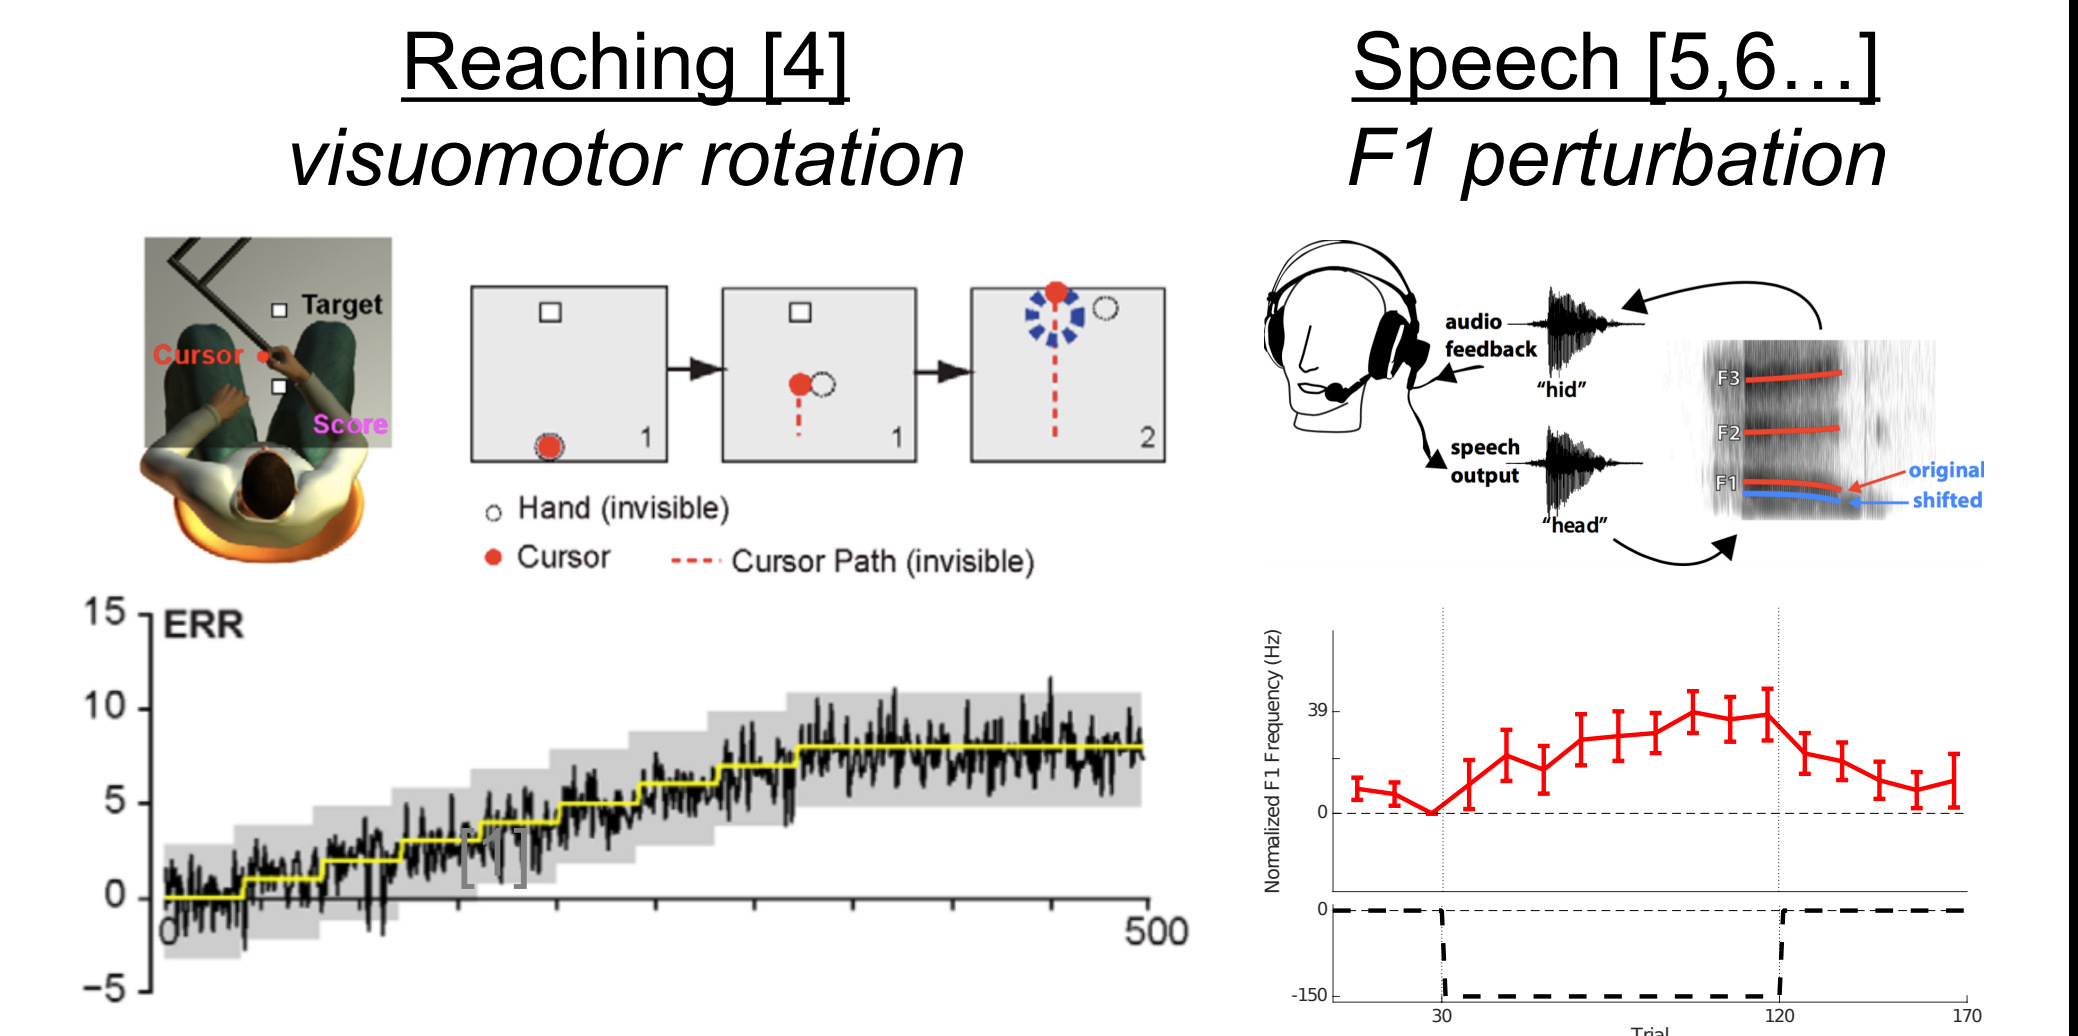 Reaching [4]
visuomotor rotation
Target
Cursor
Score
1
1
2
Hand (invisible)
Cursor
Cursor Path (invisible)
15
ERR
10
5
[1]
0
0
500
−5
Speech [5,6…]
F1 perturbation
audio
feedback
“hid”
speech
output
“head”
F3
F2
F1
original
shifted
Normalized F1 Frequency (Hz)
39
0
0
-150
30
120
170
Trial